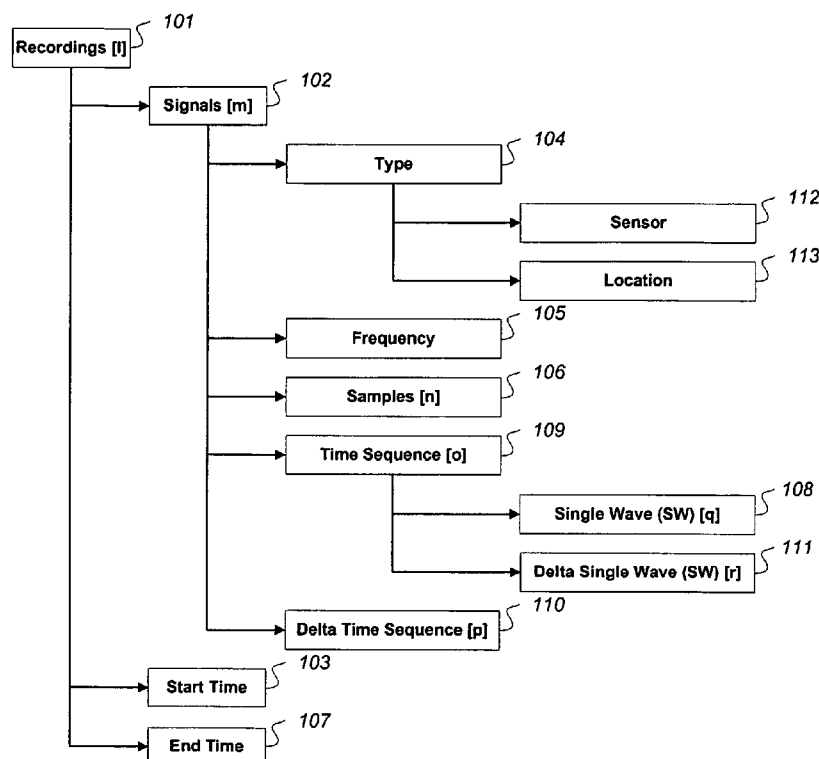 101
Recordings [l]
102
Signals [m]
104
Type
112
Sensor
113
Location
105
Frequency
106
Samples [n]
109
Time Sequence [o]
108
Single Wave (SW) [q]
111
Delta Single Wave (SW) [r]
110
Delta Time Sequence [p]
103
Start Time
107
End Time